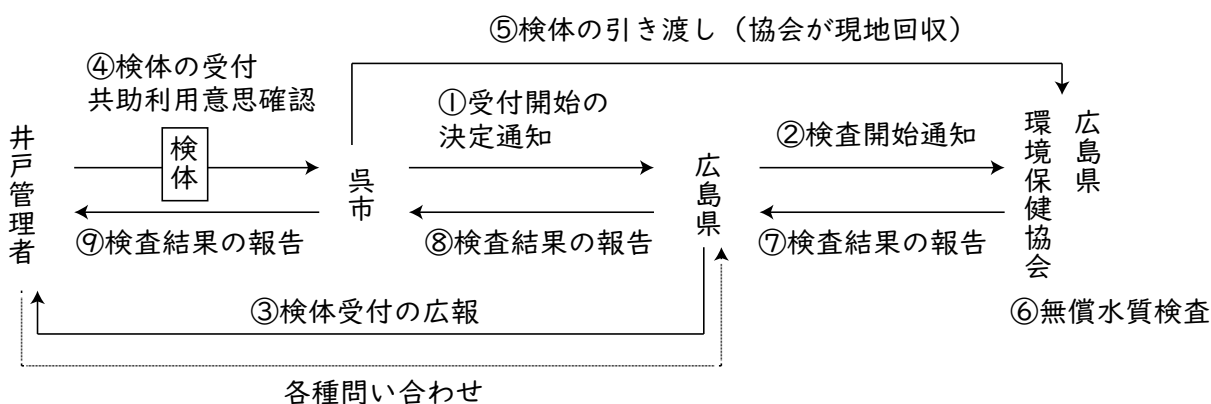 ⑤検体の引き渡し（協会が現地回収）
④検体の受付
共助利用意思確認
①受付開始の
決定通知
②検査開始通知
井戸管理者
検体
呉市
広島県
広島県
環境保健協会
⑨検査結果の報告
⑧検査結果の報告
⑦検査結果の報告
③検体受付の広報
⑥無償水質検査
各種問い合わせ